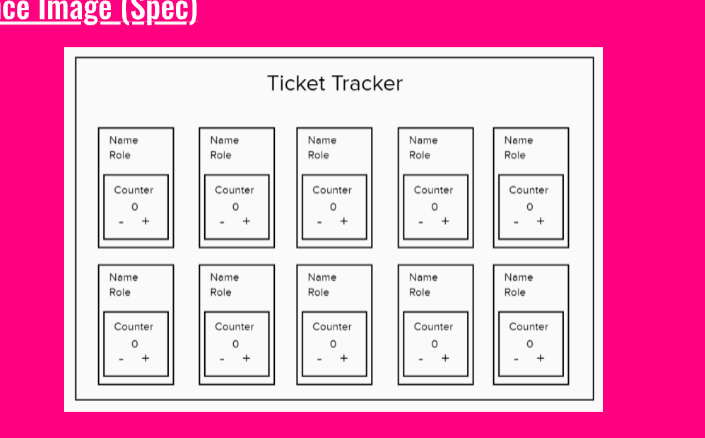 Image (Spec)
Ticket Tracker
Name Name Name Name Name
Role Role Role Role Role
Counter Counter Counter Counter Counter
0 0 0 0 0
- + - + - + - + - +
Name Name Name Name Name
Role Role Role Role Role
Counter Counter Counter Counter Counter
0 0 0 0 0
- + - + - + - + - +